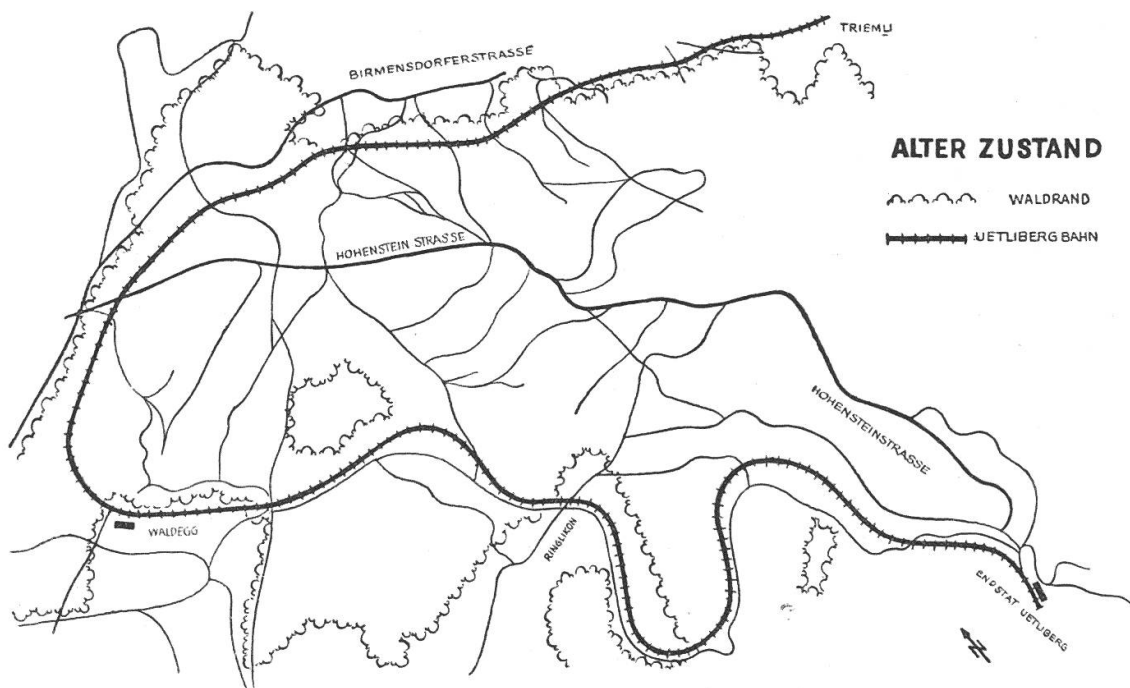 TRIEMLI
BIRMENSDORFERSTRASSE
ALTER ZUSTAND
WALDRAND
UETLIBERG BAHN
HOHENSTEIN STRASSE
HOHENSTEINSTRASSE
WALDEGG
RINGLIKON
ENDSTAT UETLIBERG
N